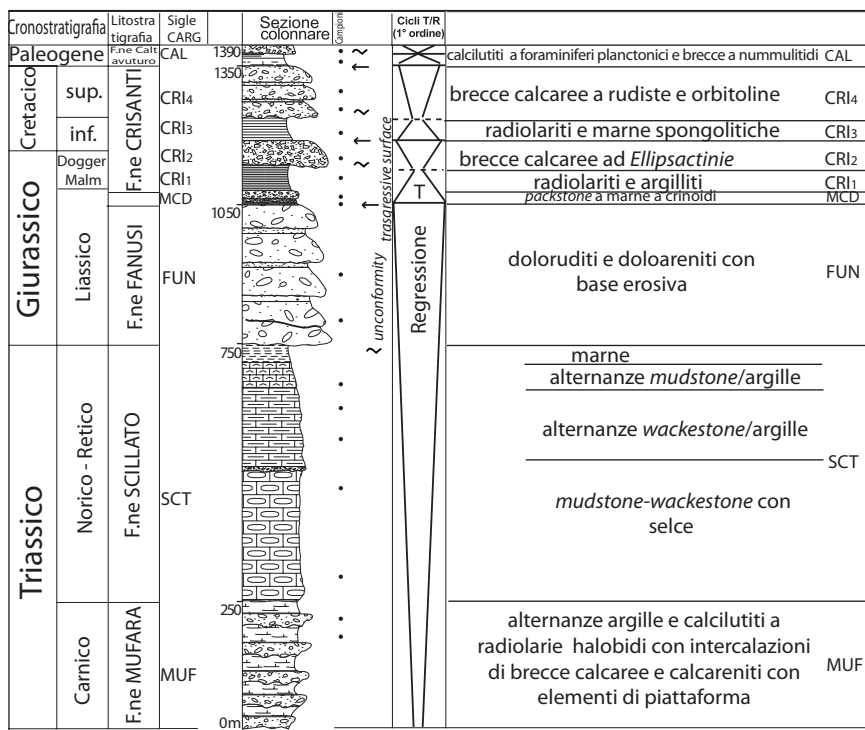 Cronostratigrafia
Litostra
tigrafia
Sigle
CARG
Sezione
colonnare
Campioni
Cicli T/R
(1° ordine)
Paleogene
F.ne Calt
avuturo
CAL
1390
calcilutiti a foraminiferi planctonici e brecce a nummulitidi
CAL
1350
Cretacico
sup.
inf.
F.ne CRISANTI
CRI4
brecce calcaree a rudiste e orbitoline
CRI4
CRI3
radiolariti e marne spongolitiche
CRI3
Giurassico
Dogger
Malm
CRI2
brecce calcaree ad Ellipsactinie
CRI2
CRI1
radiolariti e argilliti
CRI1
MCD
T
packstone a marne a crinoidi
MCD
1050
trasgressive surface
Liassico
F.ne FANUSI
FUN
unconformity
Regressione
doloruditi e doloareniti con
base erosiva
FUN
750
Triassico
Norico - Retico
F.ne SCILLATO
SCT
marne
alternanze mudstone/argille
alternanze wackestone/argille
SCT
mudstone-wackestone con
selce
250
Carnico
F.ne MUFARA
MUF
alternanze argille e calcilutiti a
radiolarie halobidi con intercalazioni
di brecce calcaree e calcareniti con
elementi di piattaforma
MUF
0m